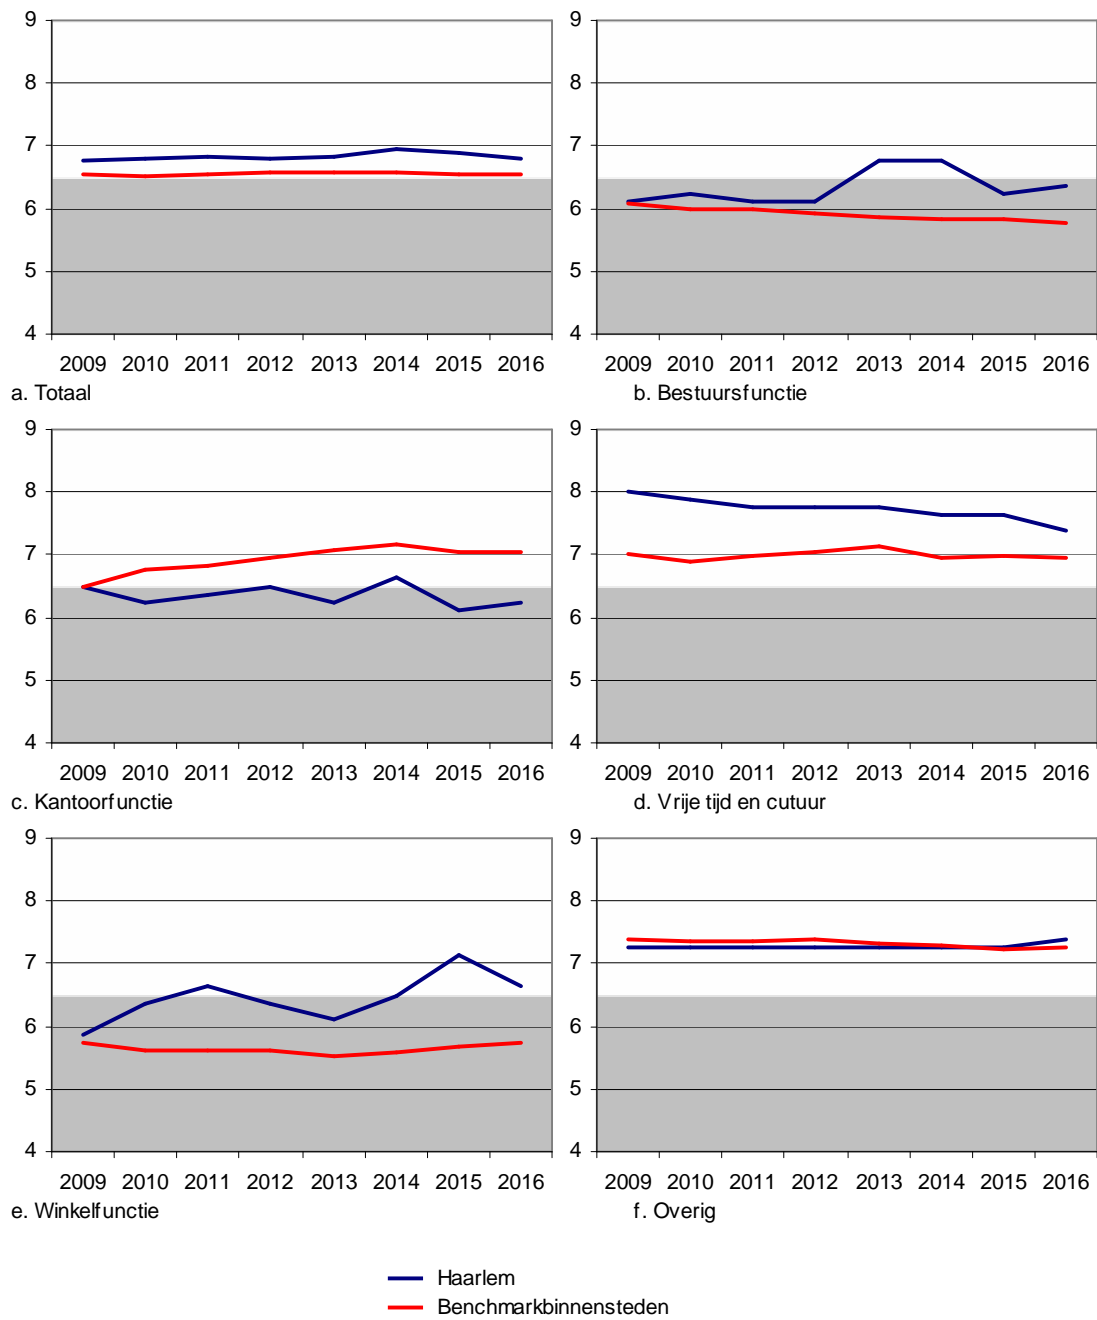 9
8
7
6
5
4
2009 2010 2011 2012 2013 2014 2015 2016
a. Totaal
9
8
7
6
5
4
2009 2010 2011 2012 2013 2014 2015 2016
b. Bestuursfunctie
9
8
7
6
5
4
2009 2010 2011 2012 2013 2014 2015 2016
c. Kantoorfunctie
9
8
7
6
5
4
2009 2010 2011 2012 2013 2014 2015 2016
d. Vrije tijd en cutuur
9
8
7
6
5
4
2009 2010 2011 2012 2013 2014 2015 2016
e. Winkelfunctie
9
8
7
6
5
4
2009 2010 2011 2012 2013 2014 2015 2016
f. Overig
Haarlem
Benchmarkbinnensteden